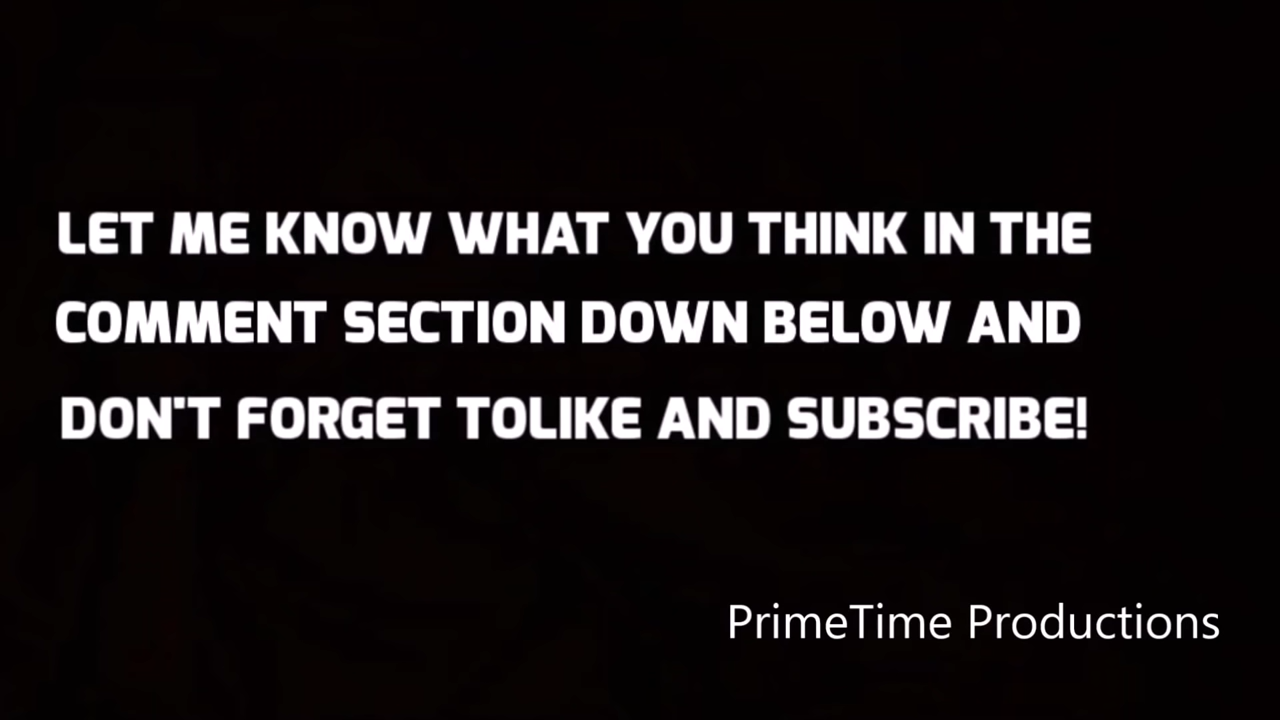 LET ME KNOW WHAT YOU THINK IN THE
COMMENT SECTION DOWN BELOW AND
DON'T FORGET TOLIKE AND SUBSCRIBE!
PrimeTime Productions